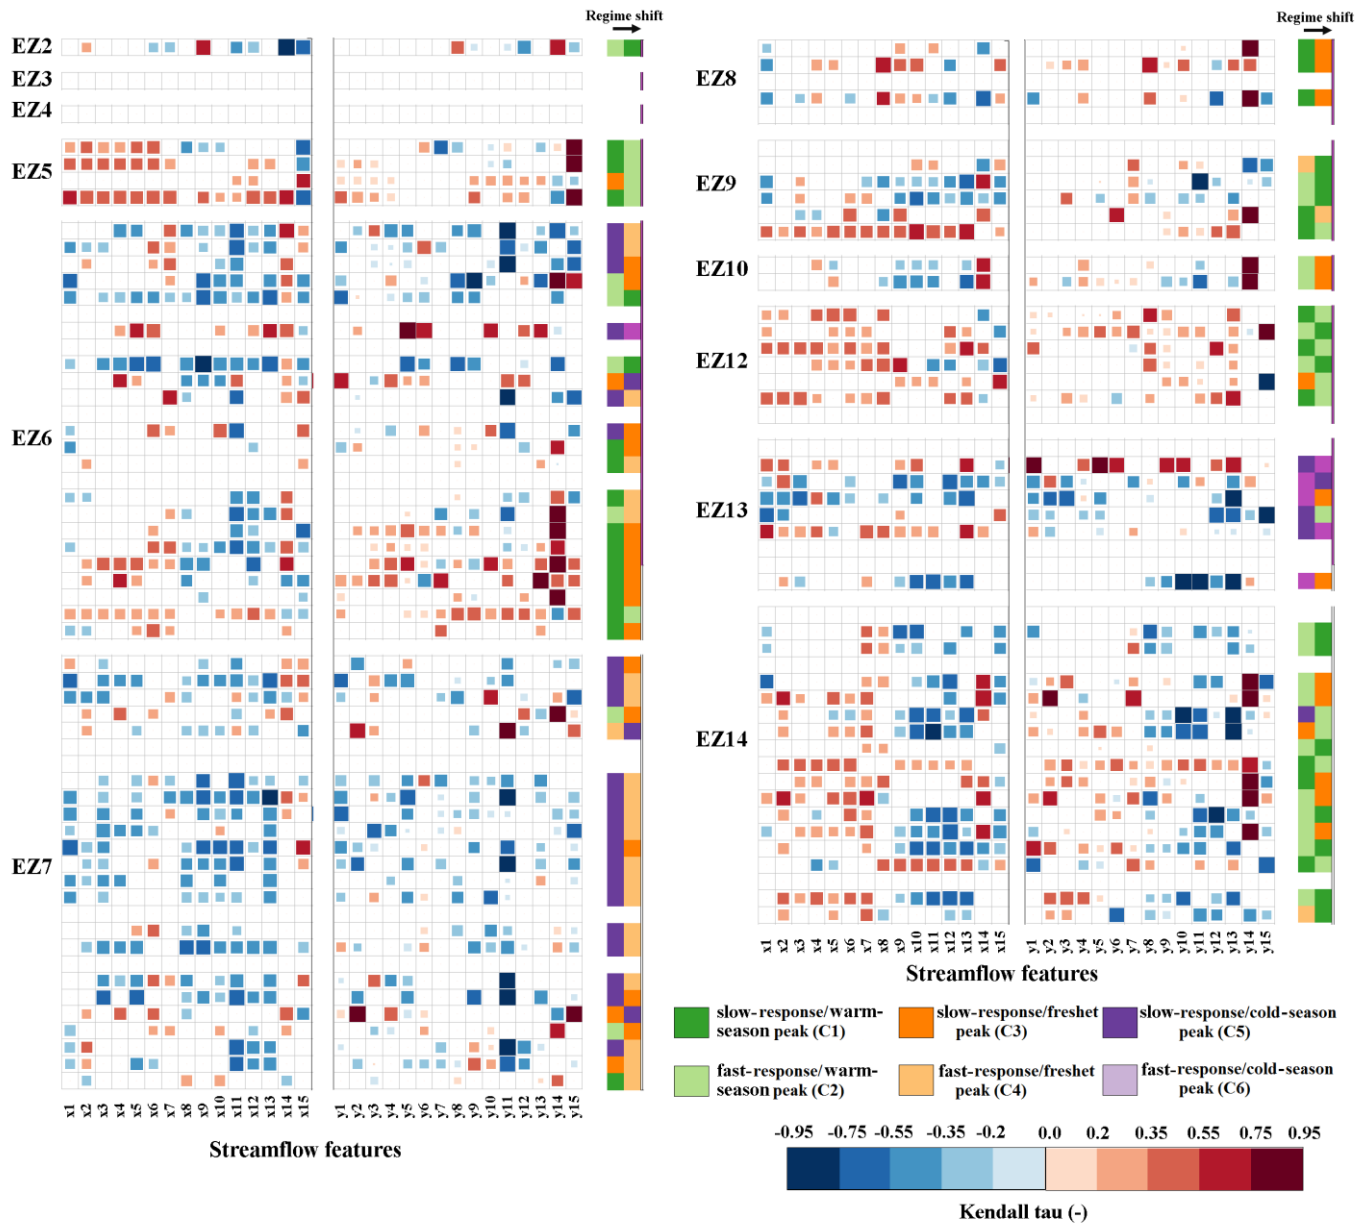 Regime shift
EZ2
EZ3
EZ4
EZ5
EZ6
EZ7
x1 x2 x3 x4 x5 x6 x7 x8 x9 x10 x11 x12 x13 x14 x15
y1 y2 y3 y4 y5 y6 y7 y8 y9 y10 y11 y12 y13 y14 y15
Streamflow features
Regime shift
EZ8
EZ9
EZ10
EZ12
EZ13
EZ14
x1 x2 x3 x4 x5 x6 x7 x8 x9 x10 x11 x12 x13 x14 x15
y1 y2 y3 y4 y5 y6 y7 y8 y9 y10 y11 y12 y13 y14 y15
Streamflow features
slow-response/warm-
season peak (C1)
slow-response/freshet
peak (C3)
slow-response/cold-season
peak (C5)
fast-response/warm-
season peak (C2)
fast-response/freshet
peak (C4)
fast-response/cold-season
peak (C6)
-0.95 -0.75 -0.55 -0.35 -0.2 0.0 0.2 0.35 0.55 0.75 0.95
Kendall tau (-)